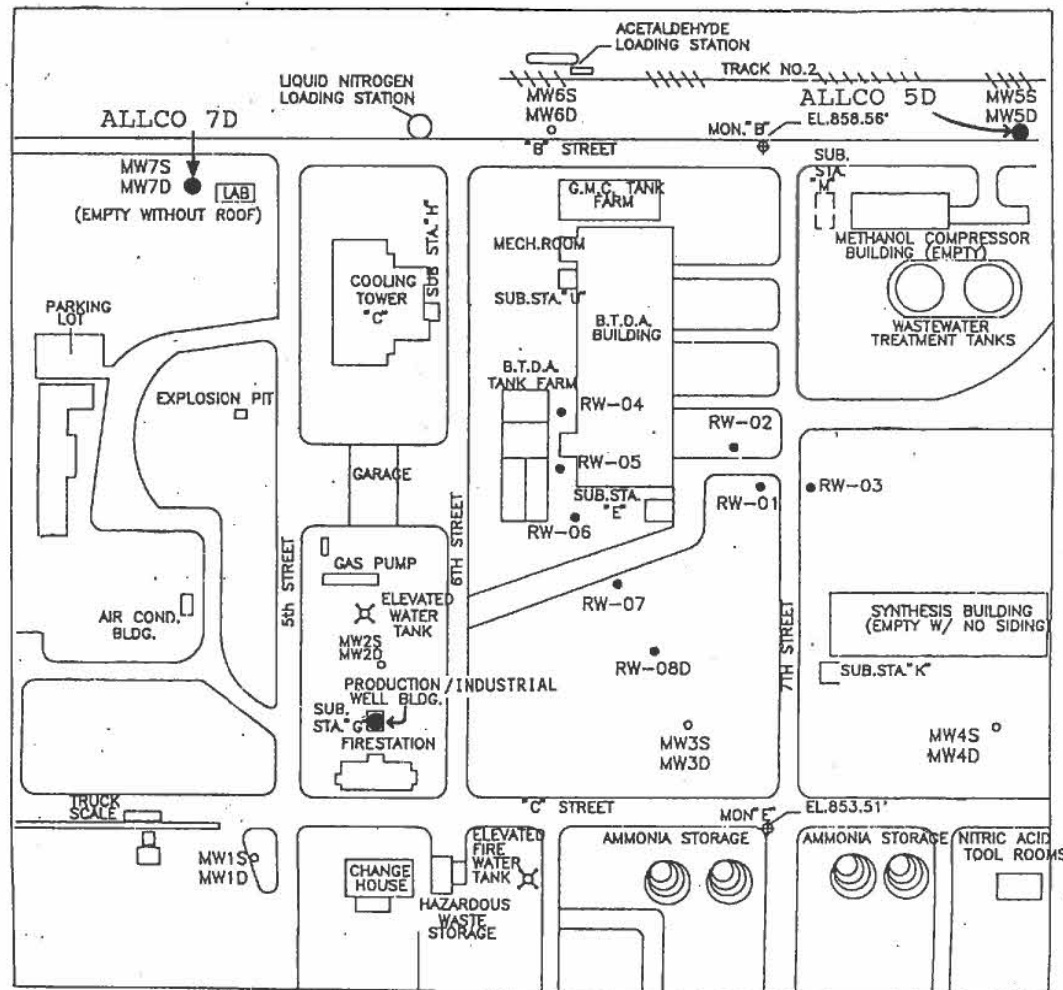 ACETALDEHYDE
LOADING STATION
TRACK NO.2
LIQUID NITROGEN
LOADING STATION
MW6S
MW6D
ALLCO 7D
ALLCO 5D
MW5S
MW5D
MON."B"
EL.858.56'
"B" STREET
MW7S
MW7D
LAB
(EMPTY WITHOUT ROOF)
SUB.
STA.
"M"
G.M.C. TANK
FARM
SUB STA."H"
MECH.ROOM
METHANOL COMPRESSOR
BUILDING (EMPTY)
COOLING
TOWER
"C"
SUB.STA."U"
PARKING
LOT
B.T.D.A.
BUILDING
WASTEWATER
TREATMENT TANKS
B.T.D.A.
TANK FARM
EXPLOSION PIT
RW-04
RW-02
GARAGE
RW-05
SUB.STA.
"E"
RW-01
RW-03
RW-06
5th STREET
6TH STREET
7TH STREET
GAS PUMP
RW-07
AIR COND.
BLDG.
ELEVATED
WATER
TANK
SYNTHESIS BUILDING
(EMPTY W/ NO SIDING)
MW2S
MW2D
RW-08D
SUB.STA."K"
PRODUCTION/INDUSTRIAL
WELL BLDG.
SUB.
STA."G"
FIRESTATION
MW3S
MW3D
MW4S
MW4D
TRUCK
SCALE
"C" STREET
MON"E"
EL.853.51'
MW1S
MW1D
CHANGE
HOUSE
ELEVATED
FIRE
WATER
TANK
HAZARDOUS
WASTE
STORAGE
AMMONIA STORAGE
AMMONIA STORAGE
NITRIC ACID
TOOL ROOMS